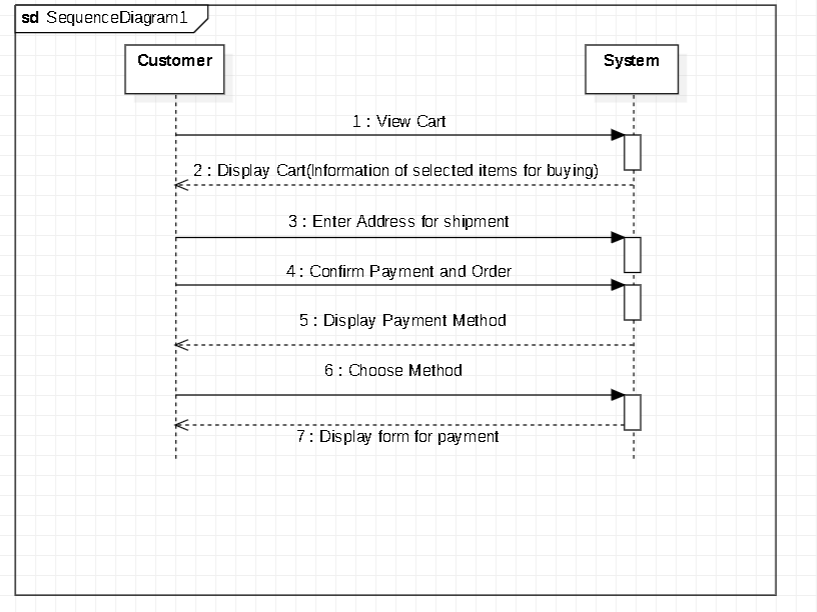 sd SequenceDiagram1
Customer
System
1 : View Cart
2 : Display Cart(Information of selected items for buying)
3 : Enter Address for shipment
4 : Confirm Payment and Order
5 : Display Payment Method
6 : Choose Method
7 : Display form for payment